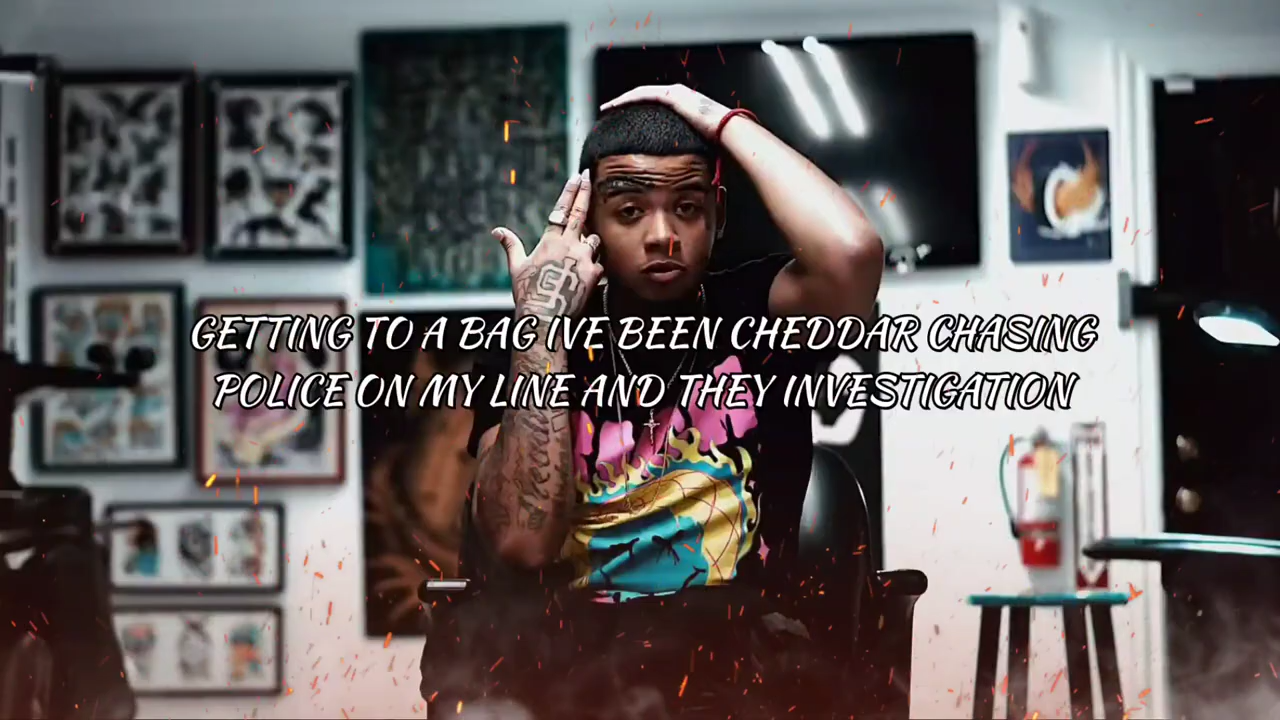 GETTING TO A BAG IVE BEEN CHEDDAR CHASING
POLICE ON MY LINE AND THEY INVESTIGATION